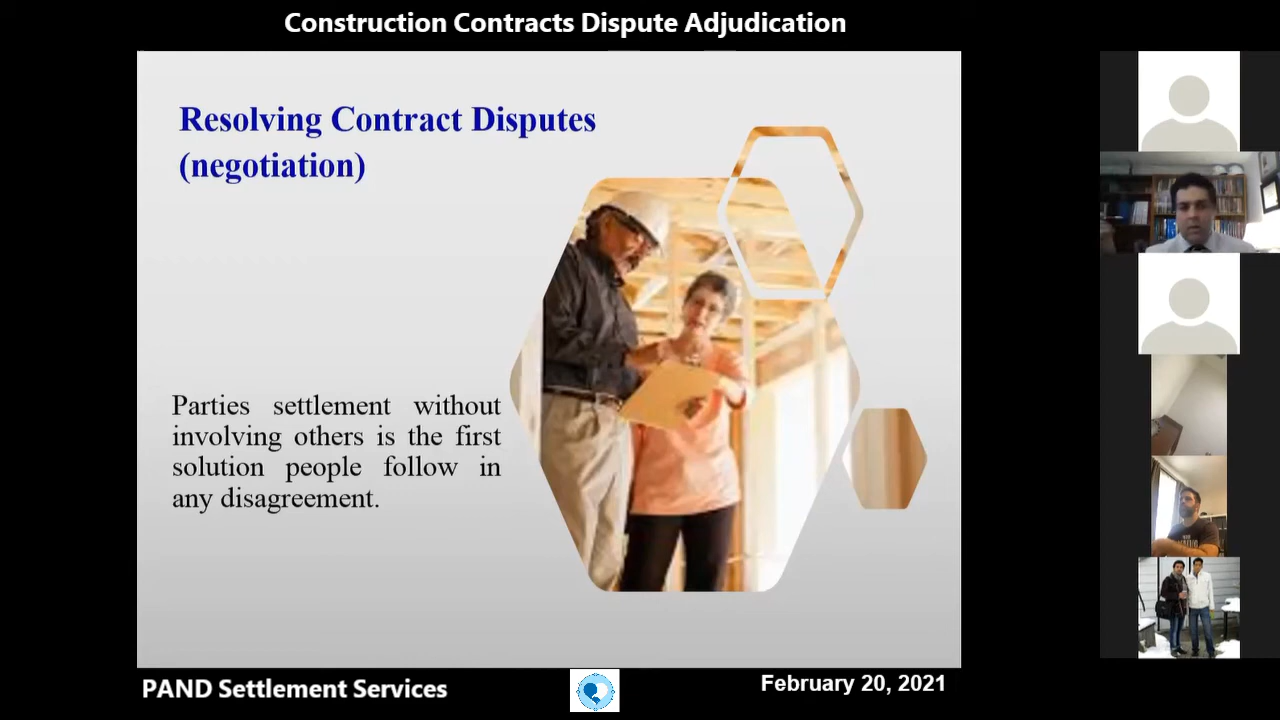 Construction Contracts Dispute Adjudication
Resolving Contract Disputes
(negotiation)
Parties settlement without
involving others is the first
solution people follow in
any disagreement.
PAND Settlement Services
February 20, 2021